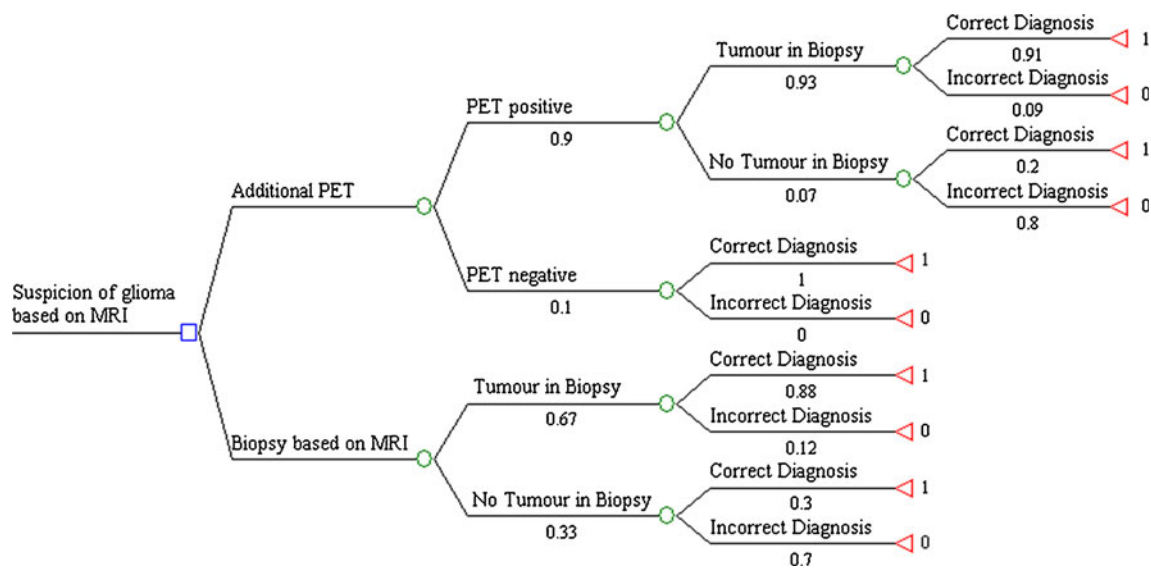 Correct Diagnosis
1
0.91
Tumour in Biopsy
0.93
Incorrect Diagnosis
0
0.09
PET positive
0.9
Correct Diagnosis
1
0.2
No Tumour in Biopsy
0.07
Incorrect Diagnosis
0
0.8
Additional PET
Correct Diagnosis
1
1
PET negative
0.1
Incorrect Diagnosis
0
0
Suspicion of glioma
based on MRI
Correct Diagnosis
1
0.88
Tumour in Biopsy
0.67
Incorrect Diagnosis
0
0.12
Biopsy based on MRI
Correct Diagnosis
1
0.3
No Tumour in Biopsy
0.33
Incorrect Diagnosis
0
0.7